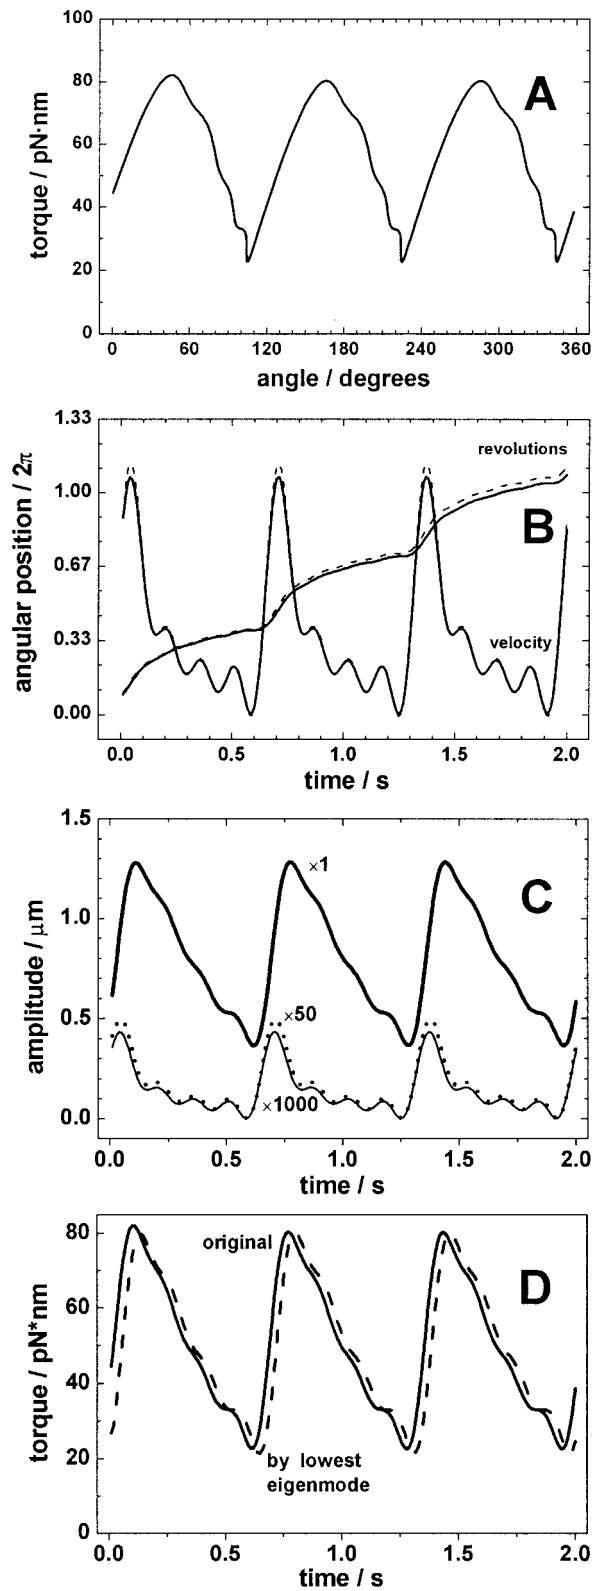 100
80
60
40
20
0
torque / pN·nm
A
0 60 120 180 240 300 360
angle / degrees
1.33
1.00
0.67
0.33
0.00
angular position / 2π
revolutions
B
velocity
0.0 0.5 1.0 1.5 2.0
time / s
1.5
1.0
0.5
0.0
amplitude / μm
×1
C
×50
×1000
0.0 0.5 1.0 1.5 2.0
time / s
80
60
40
20
0
torque / pN*nm
original
D
by lowest
eigenmode
0.0 0.5 1.0 1.5 2.0
time / s